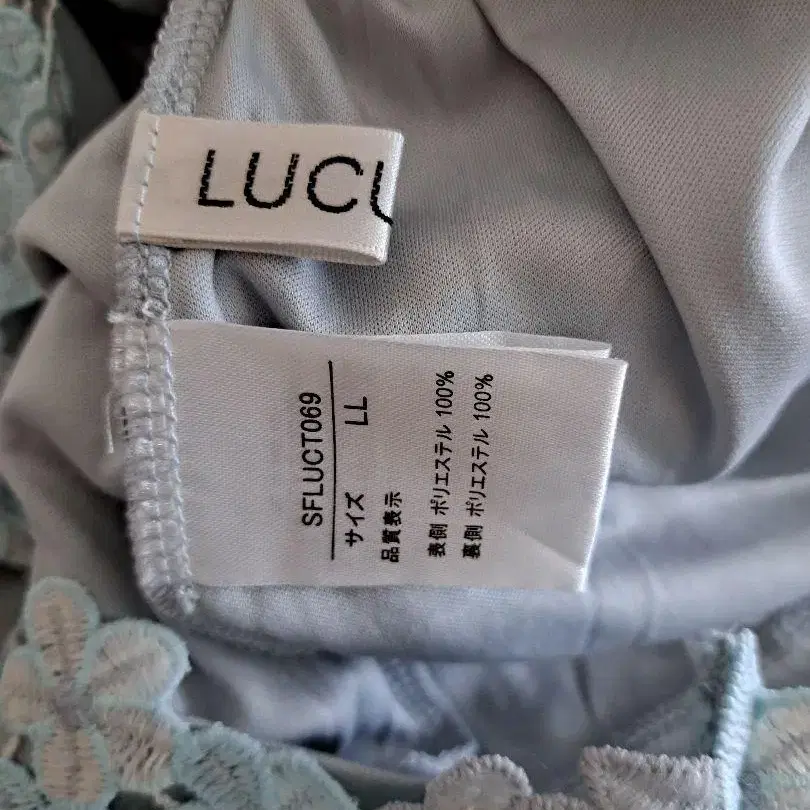 LUCU
SFLUCT069
サイズ LL
品質表示
表側 ポリエステル 100%
裏側 ポリエステル 100%